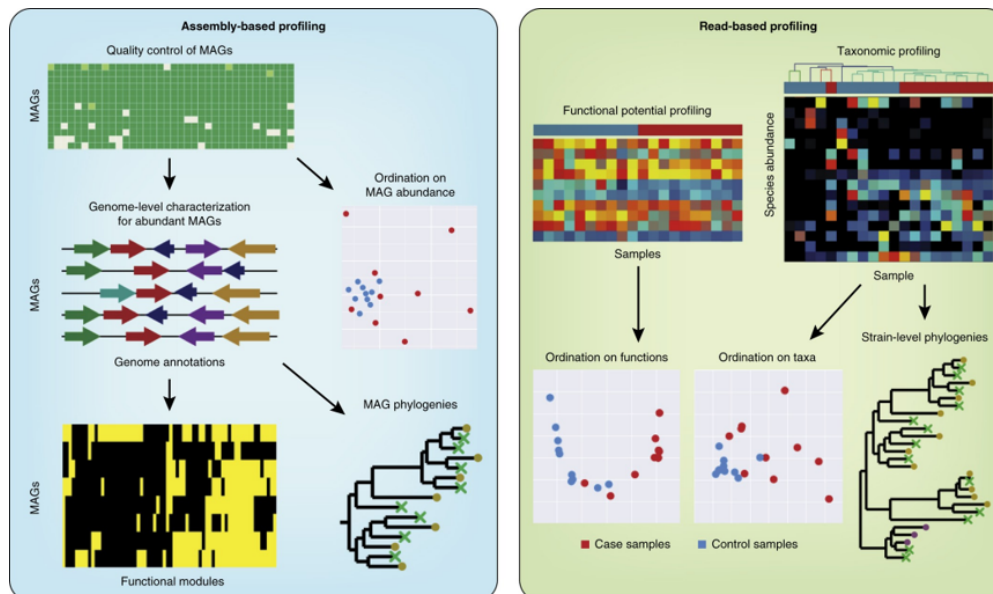 Assembly-based profiling
Quality control of MAGs
MAGs
Ordination on
MAG abundance
Genome-level characterization
for abundant MAGs
MAGs
Genome annotations
MAG phylogenies
MAGs
Functional modules
Read-based profiling
Taxonomic profiling
Functional potential profiling
Species abundance
Samples
Sample
Strain-level phylogenies
Ordination on functions
Ordination on taxa
Case samples
Control samples